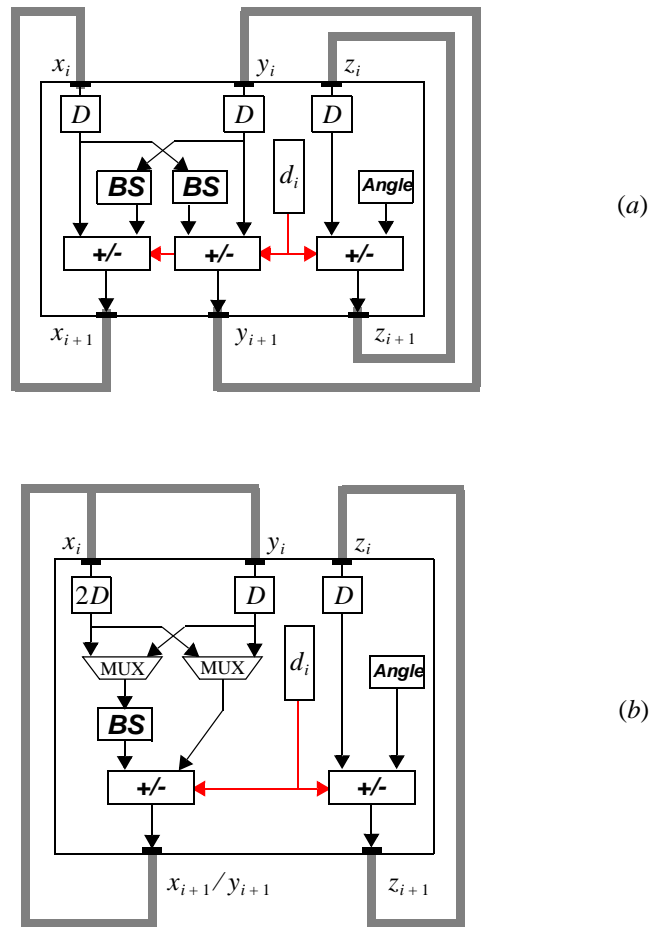 x_i y_i z_i
D D D
BS BS d_i Angle
(a)
+/- +/- +/-
x_{i+1} y_{i+1} z_{i+1}
x_i y_i z_i
2D D D
MUX MUX d_i Angle
BS (b)
+/- +/-
x_{i+1}/y_{i+1} z_{i+1}